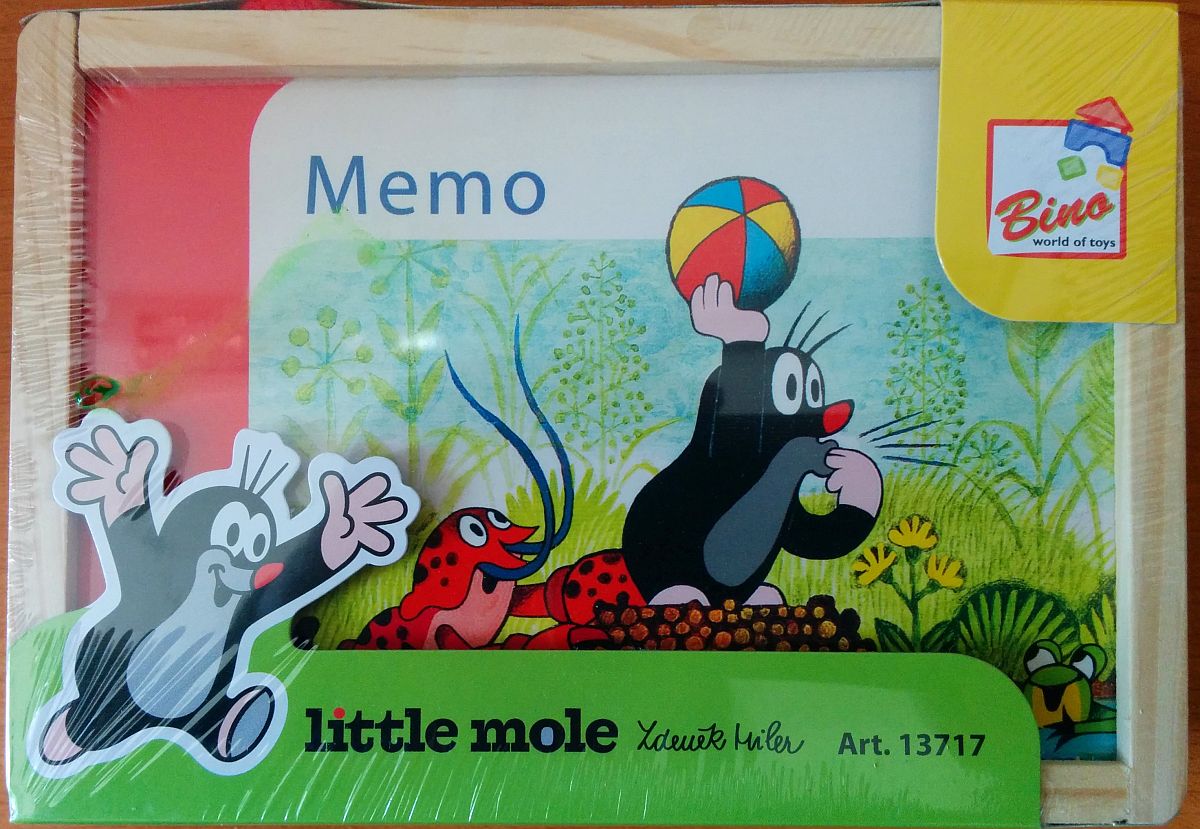 Memo
Bino
world of toys
little mole
Zdeněk Miler
Art. 13717